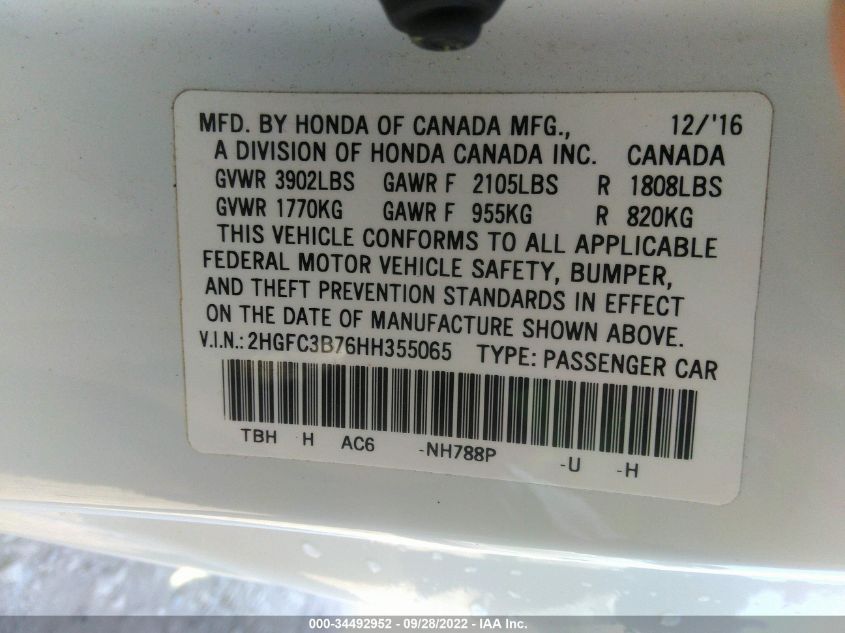 MFD. BY HONDA OF CANADA MFG., 12/'16
A DIVISION OF HONDA CANADA INC. CANADA
GVWR 3902LBS GAWR F 2105LBS R 1808LBS
GVWR 1770KG GAWR F 955KG R 820KG
THIS VEHICLE CONFORMS TO ALL APPLICABLE
FEDERAL MOTOR VEHICLE SAFETY, BUMPER,
AND THEFT PREVENTION STANDARDS IN EFFECT
ON THE DATE OF MANUFACTURE SHOWN ABOVE.
V.I.N.: 2HGFC3B76HH355065 TYPE: PASSENGER CAR
TBH H AC6 -NH788P -U -H
000-34492952 - 09/28/2022 - IAA Inc.